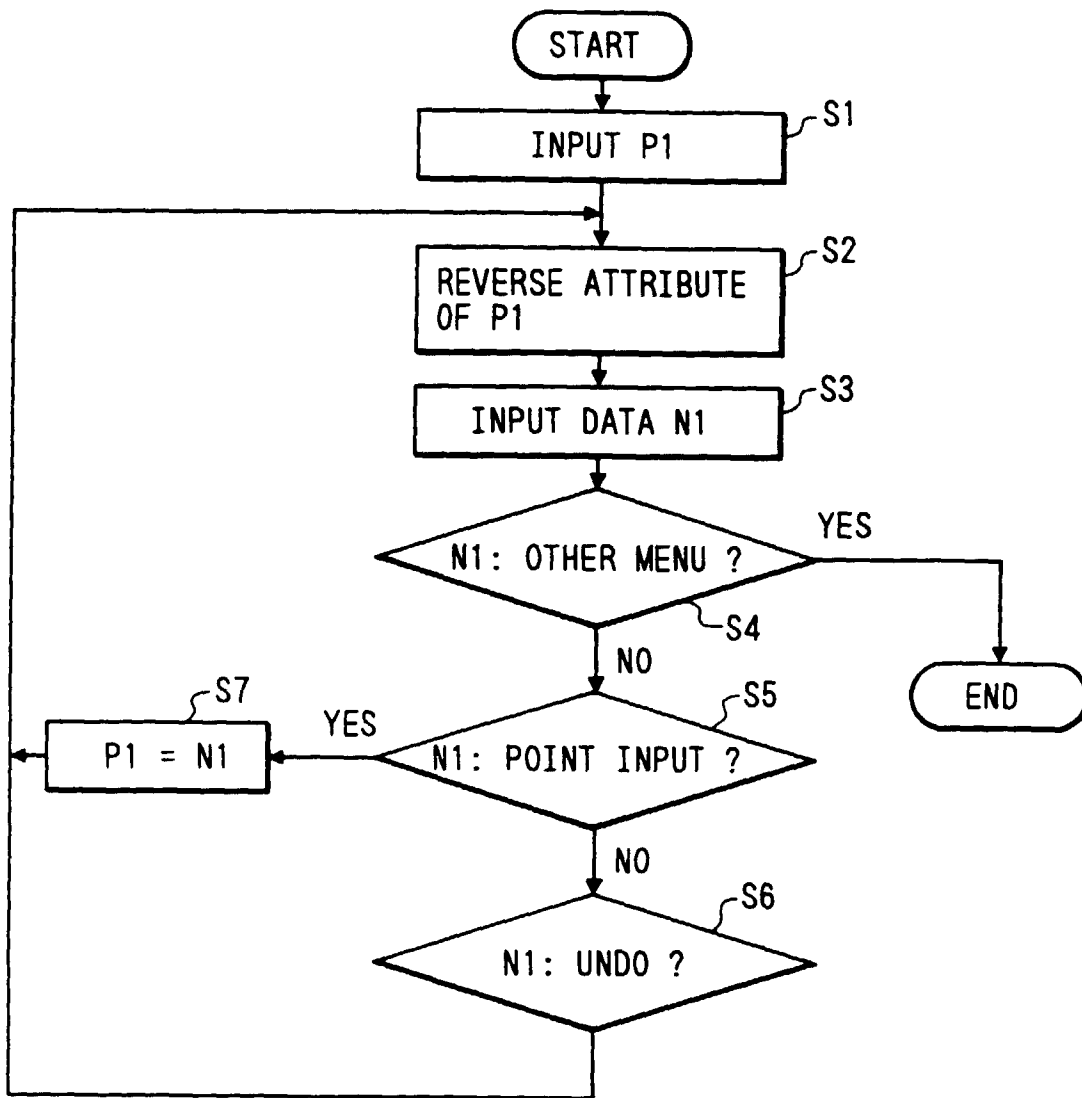 START
S1
INPUT P1
S2
REVERSE ATTRIBUTE
OF P1
S3
INPUT DATA N1
YES
N1: OTHER MENU ?
S4
NO
END
S7
P1 = N1
YES
S5
N1: POINT INPUT ?
NO
S6
N1: UNDO ?